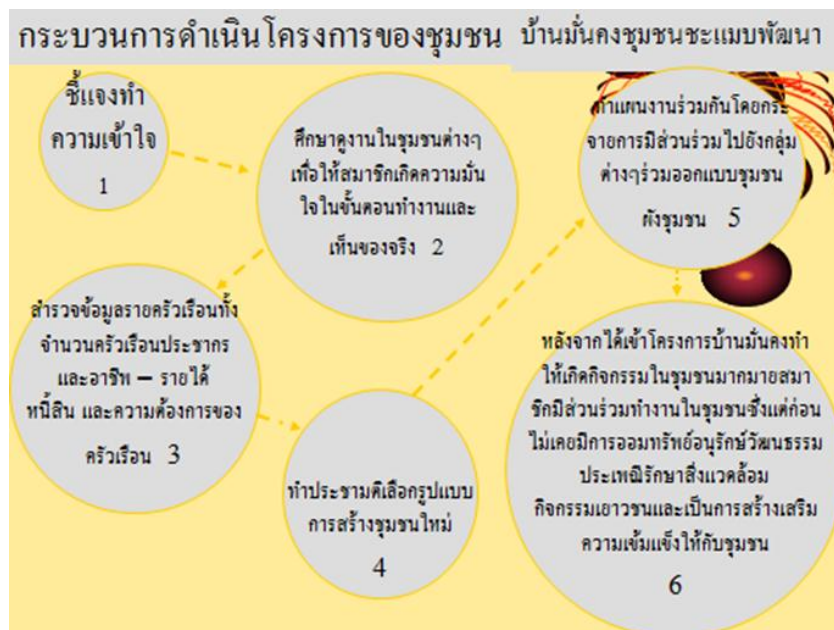 กระบวนการดำเนินโครงการของชุมชน บ้านมั่นคงชุมชนชะแมบพัฒนา
ชี้แจงทำ
ความเข้าใจ
1
ศึกษาดูงานในชุมชนต่างๆ
เพื่อให้สมาชิกเกิดความมั่น
ใจในขั้นตอนทำงานและ
เห็นของจริง 2
สำรวจข้อมูลรายครัวเรือนทั้ง
จำนวนครัวเรือนประชากร
และอาชีพ – รายได้
หนี้สิน และความต้องการของ
ครัวเรือน 3
ทำประชามติเลือกรูปแบบ
การสร้างชุมชนใหม่
4
ทำแผนงานร่วมกันโดยกระ
จายการมีส่วนร่วมไปยังกลุ่ม
ต่างๆร่วมออกแบบชุมชน
ผังชุมชน 5
หลังจากได้เข้าโครงการบ้านมั่นคงทำ
ให้เกิดกิจกรรมในชุมชนมากมายสมา
ชิกมีส่วนร่วมทำงานในชุมชนซึ่งแต่ก่อน
ไม่เคยมีการออมทรัพย์อนุรักษ์วัฒนธรรม
ประเพณีรักษาสิ่งแวดล้อม
กิจกรรมเยาวชนและเป็นการสร้างเสริม
ความเข้มแข็งให้กับชุมชน
6